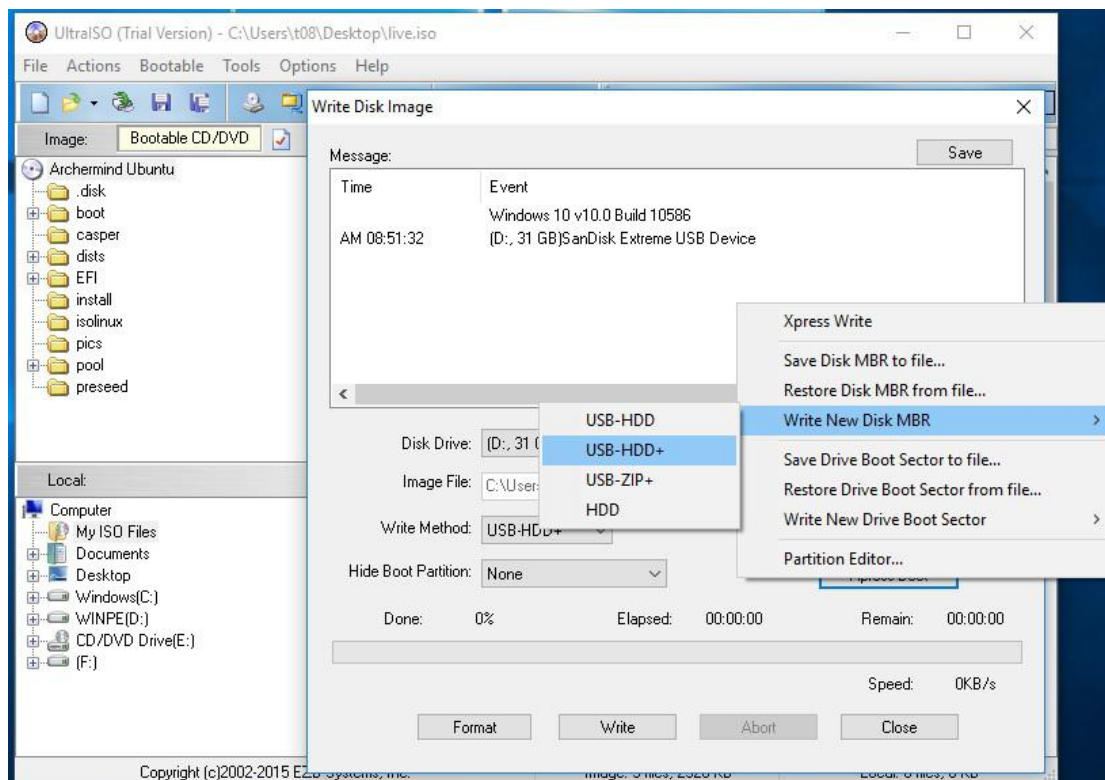 UltraISO (Trial Version) - C:\Users\t08\Desktop\live.iso
File Actions Bootable Tools Options Help
Image: Bootable CD/DVD
Archermind Ubuntu
.disk
boot
casper
dists
EFI
install
isolinux
pics
pool
preseed
Local:
Computer
My ISO Files
Documents
Desktop
Windows(C:)
WINPE(D:)
CD/DVD Drive(E:)
(F:)
Copyright (c)2002-2015
Write Disk Image
Message:
Save
Time Event
Windows 10 v10.0 Build 10586
AM 08:51:32 (D:, 31 GB)SanDisk Extreme USB Device
Disk Drive: (D:, 31
Image File: C:\User
Write Method: USB-HDD+
Hide Boot Partition: None
Xpress Write
Save Disk MBR to file...
Restore Disk MBR from file...
Write New Disk MBR
Save Drive Boot Sector to file...
Restore Drive Boot Sector from file...
Write New Drive Boot Sector
Partition Editor...
USB-HDD
USB-HDD+
USB-ZIP+
HDD
Done: 0% Elapsed: 00:00:00 Remain: 00:00:00
Speed: 0KB/s
Format Write Abort Close